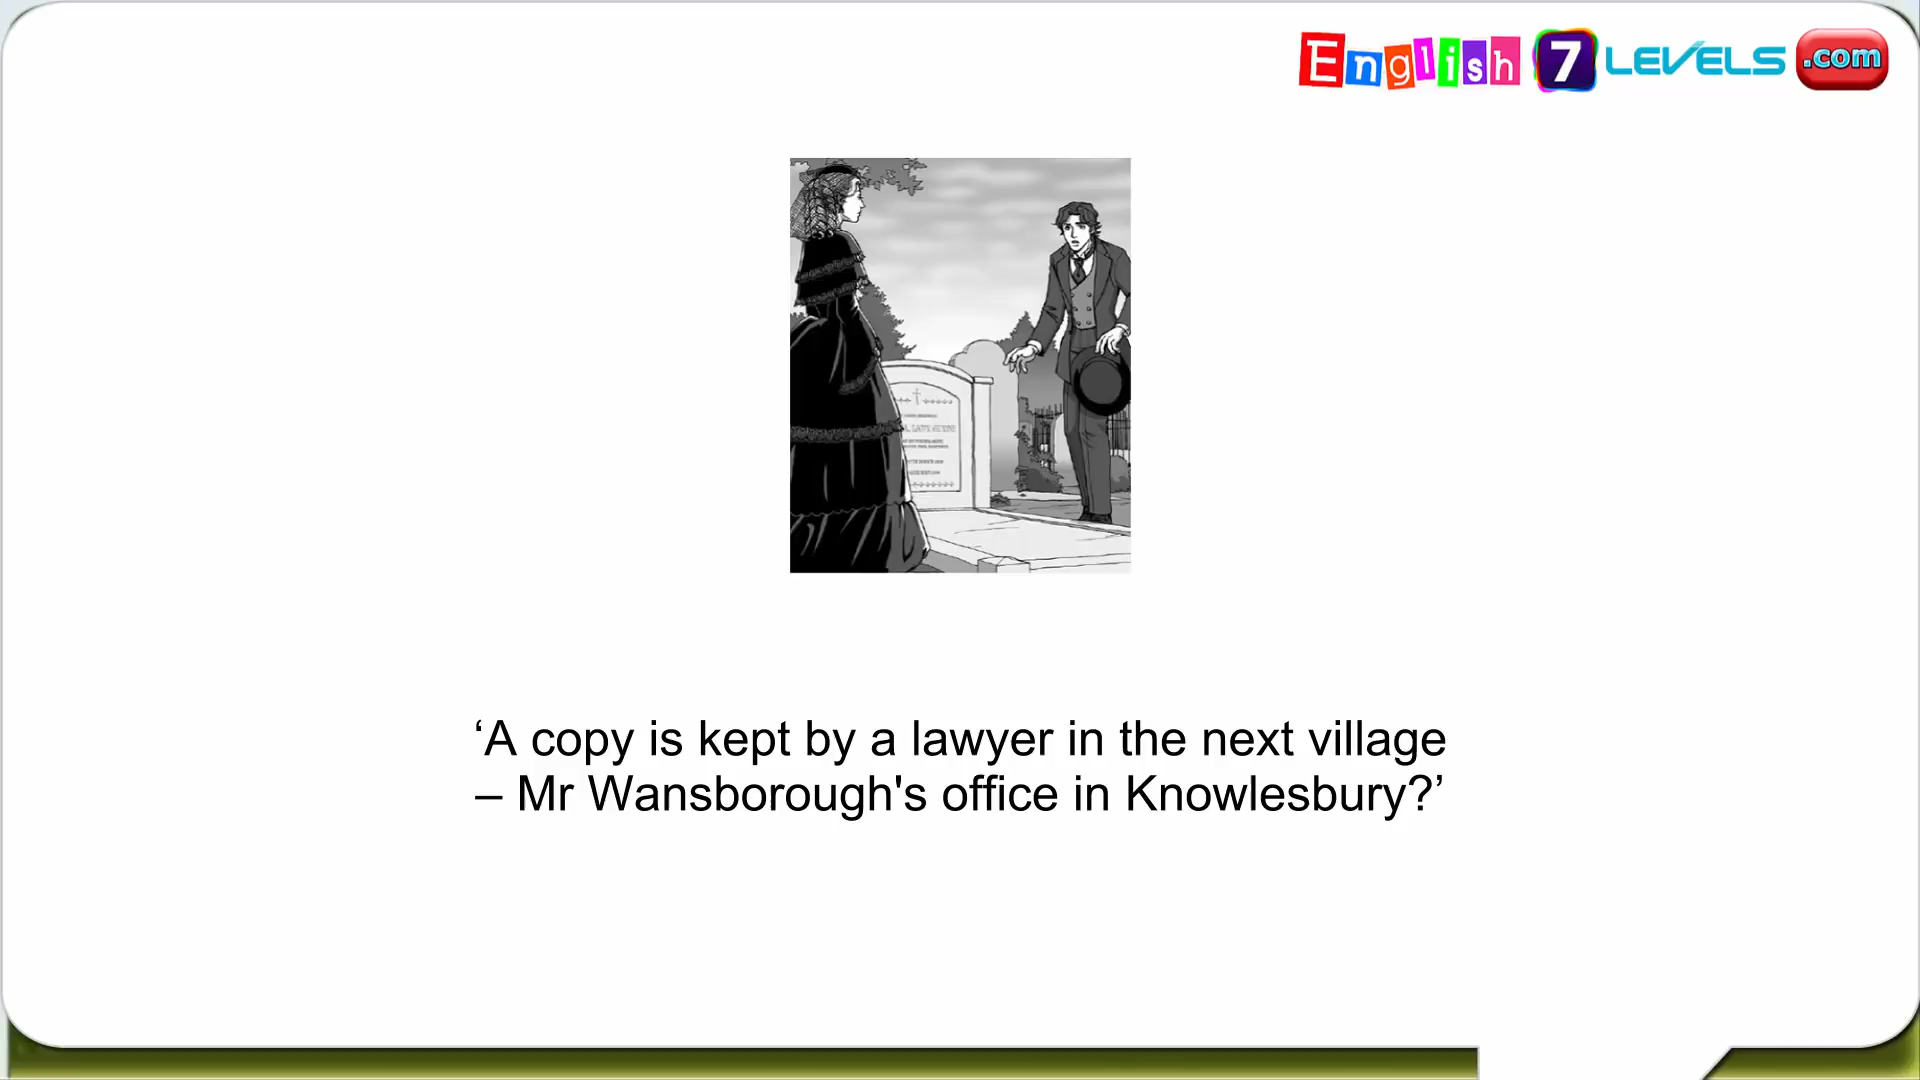 English 7 LEVELS .com
‘A copy is kept by a lawyer in the next village
– Mr Wansborough's office in Knowlesbury?’